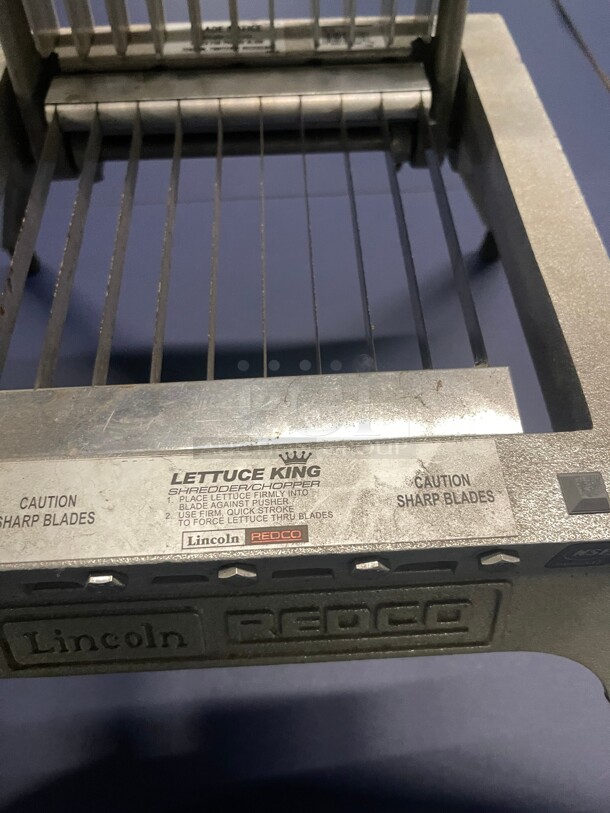 LETTUCE KING
SHREDDER/CHOPPER
1. PLACE LETTUCE FIRMLY INTO
BLADE AGAINST PUSHER.
2. USE FIRM, QUICK STROKE
TO FORCE LETTUCE THRU BLADES
Lincoln REDCO
CAUTION
SHARP BLADES
CAUTION
SHARP BLADES
NSF
Lincoln REDCO